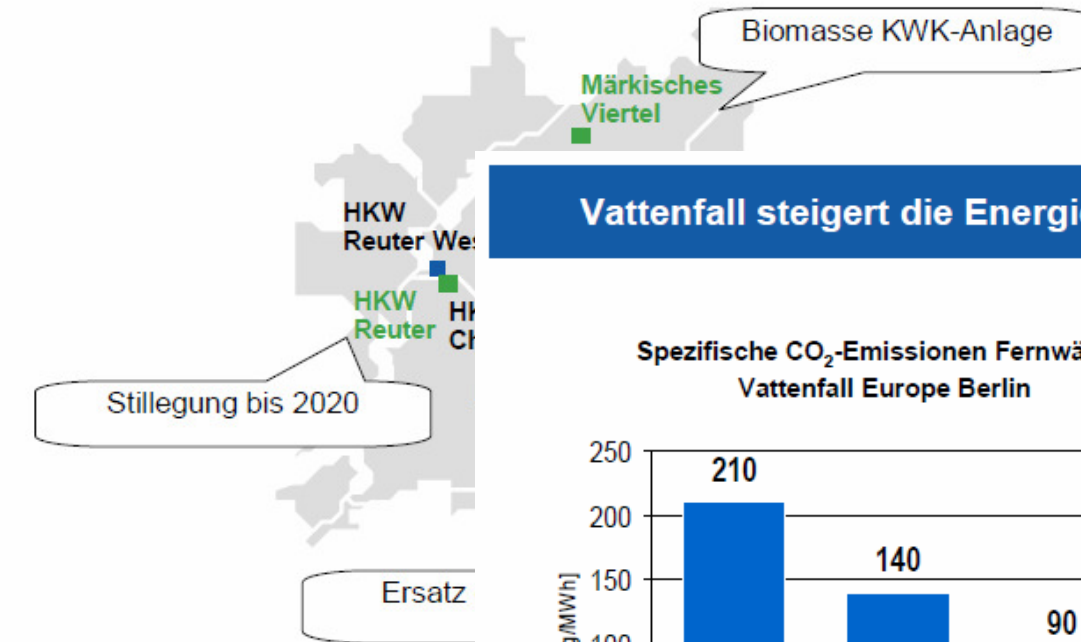 Biomasse KWK-Anlage
Märkisches
Viertel
HKW
Reuter
HKW
Reuter
Stillegung bis 2020
Ersatz
Vattenfall steigert die
Spezifische CO₂-Emissionen
Vattenfall Europe Berlin
250
210
200
140
150
90
100